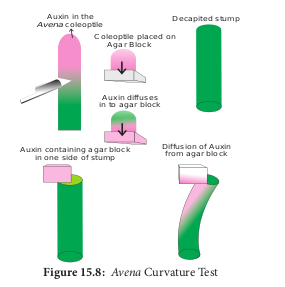 Auxin in the
Avena coleoptile
Coleoptile placed on
Agar Block
Decapited stump
Auxin diffuses
in to agar block
Auxin containing agar block
in one side of stump
Diffusion of Auxin
from agar block
Figure 15.8: Avena Curvature Test